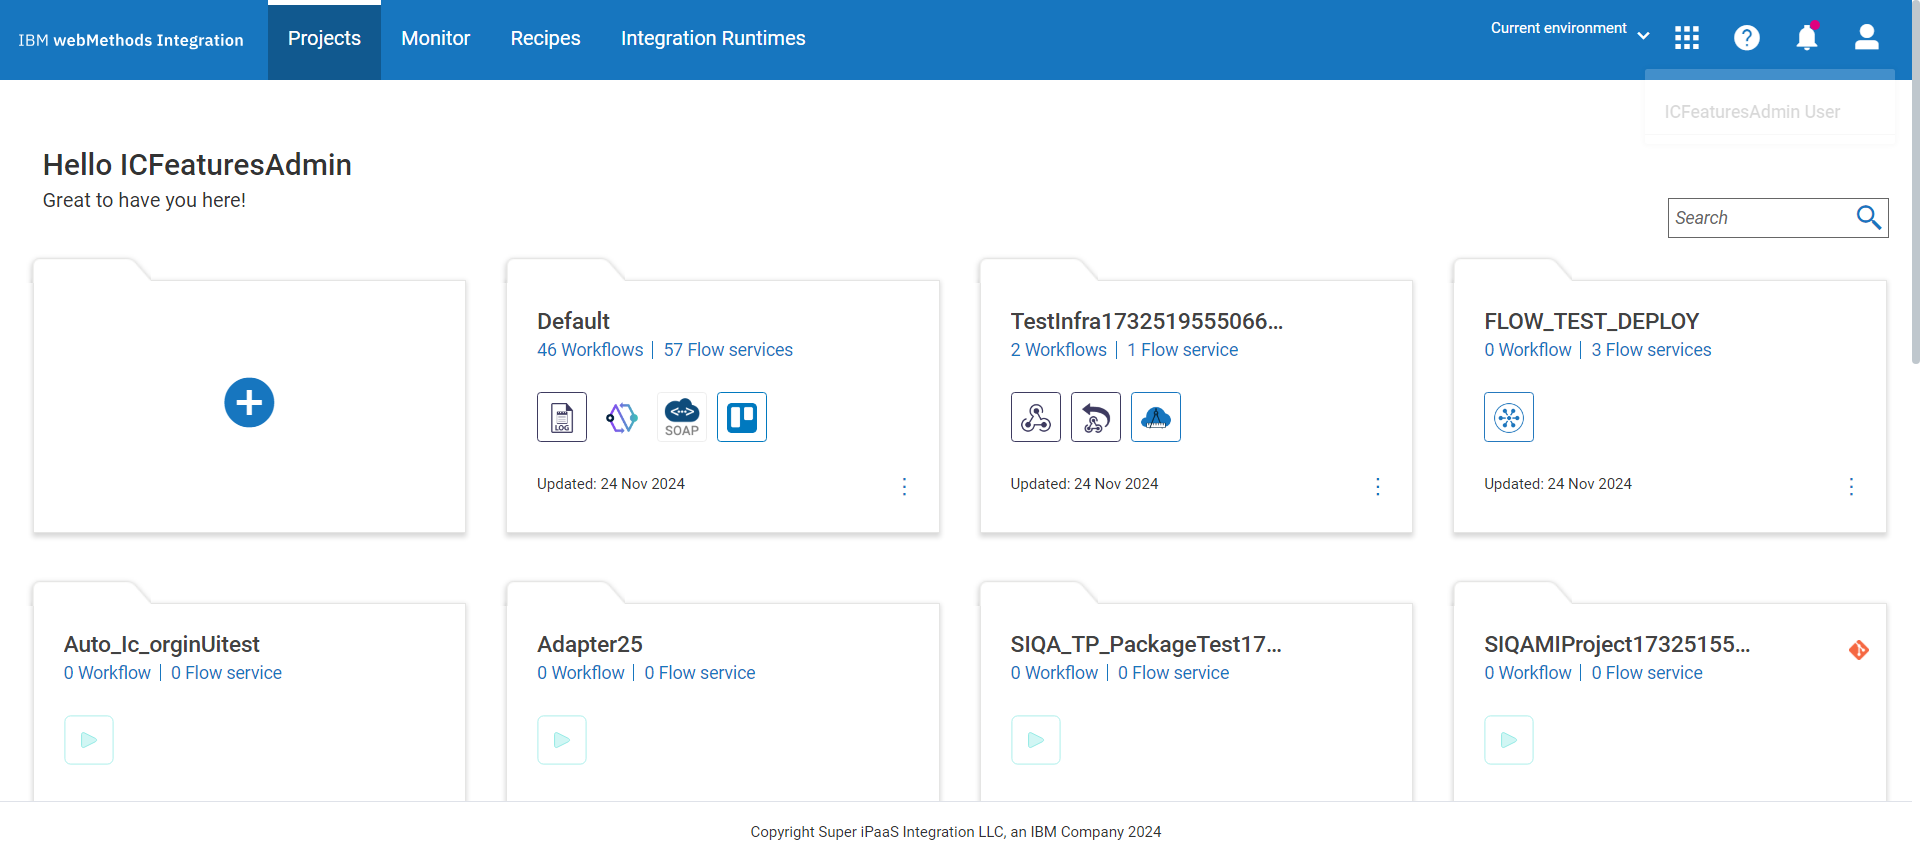 IBM webMethods Integration
Projects
Monitor
Recipes
Integration Runtimes
Current environment
ICFeaturesAdmin User
Hello ICFeaturesAdmin
Great to have you here!
Search
Default
46 Workflows | 57 Flow services
LOG
SOAP
Updated: 24 Nov 2024
TestInfra1732519555066...
2 Workflows | 1 Flow service
Updated: 24 Nov 2024
FLOW_TEST_DEPLOY
0 Workflow | 3 Flow services
Updated: 24 Nov 2024
Auto_Ic_orginUitest
0 Workflow | 0 Flow service
Adapter25
0 Workflow | 0 Flow service
SIQA_TP_PackageTest17...
0 Workflow | 0 Flow service
SIQAMIProject17325155...
0 Workflow | 0 Flow service
Copyright Super iPaaS Integration LLC, an IBM Company 2024